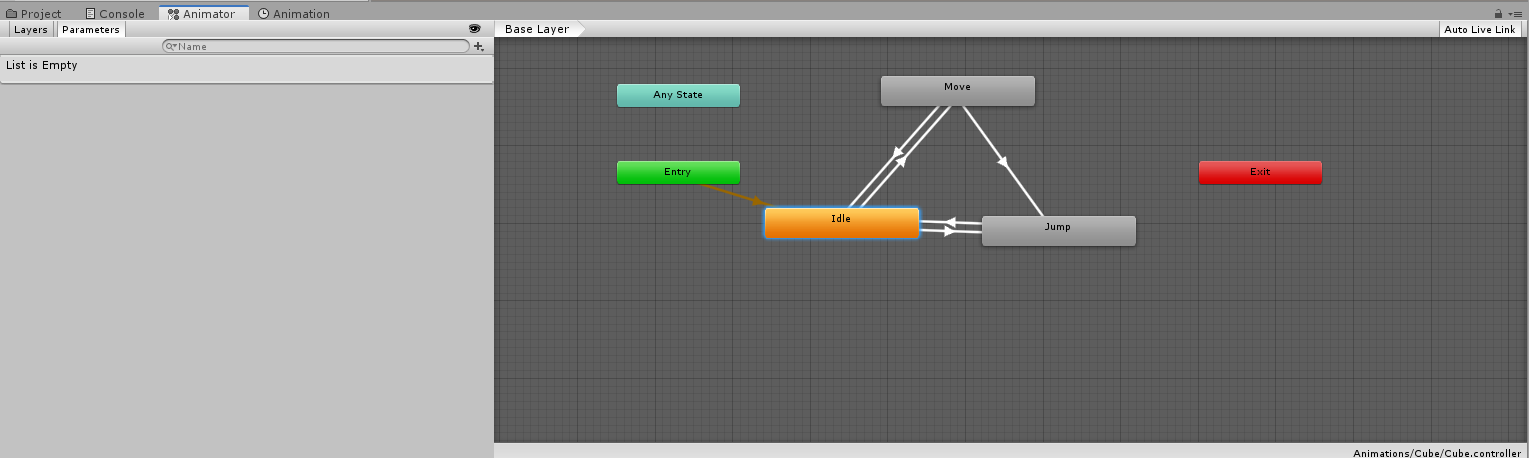 Project Console Animator Animation
Layers Parameters Base Layer Auto Live Link
Name
List is Empty
Move
Any State
Entry
Exit
Idle
Jump
Animations/Cube/Cube.controller